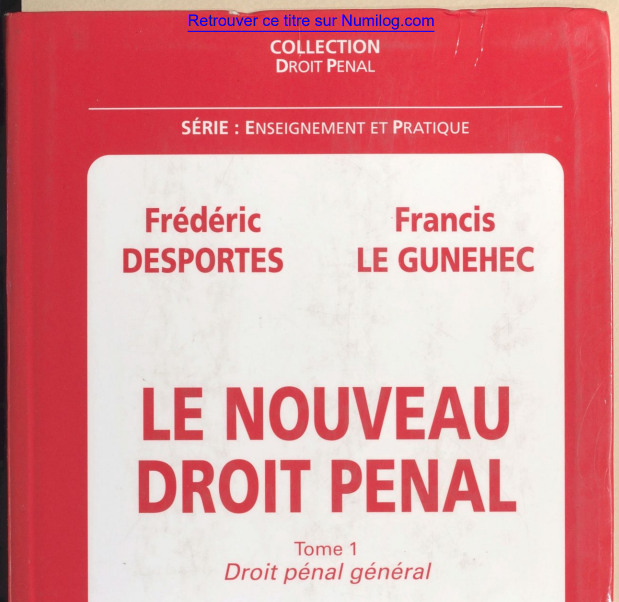 Retrouver ce titre sur Numilog.com
COLLECTION
DROIT PENAL
SÉRIE : ENSEIGNEMENT ET PRATIQUE
Frédéric
DESPORTES
Francis
LE GUNEHEC
LE NOUVEAU
DROIT PENAL
Tome 1
Droit pénal général